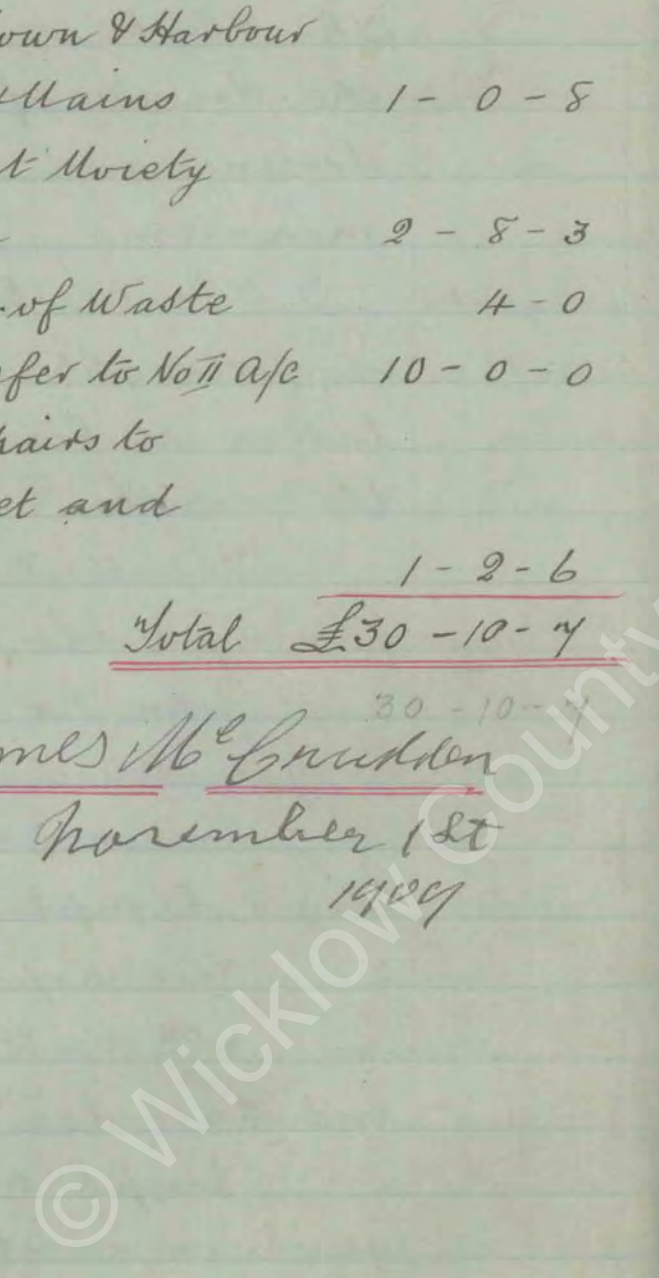 own & Harbour
Mains 1 - 0 - 8
t Moiety
2 - 8 - 3
of Waste 4 - 0
fer to No II a/c 10 - 0 - 0
pairs to
et and
1 - 2 - 6
Total £30 - 10 - 7
30 - 10 - 7
mes McCrudden
November 1st
1909
© Wicklow County